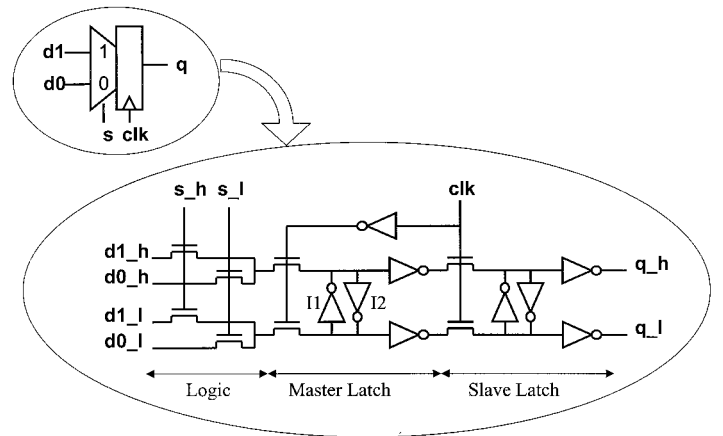 d1
1
q
d0
0
s clk
s_h s_l clk
d1_h
d0_h
q_h
I1 I2
d1_l
d0_l
q_l
Logic Master Latch Slave Latch